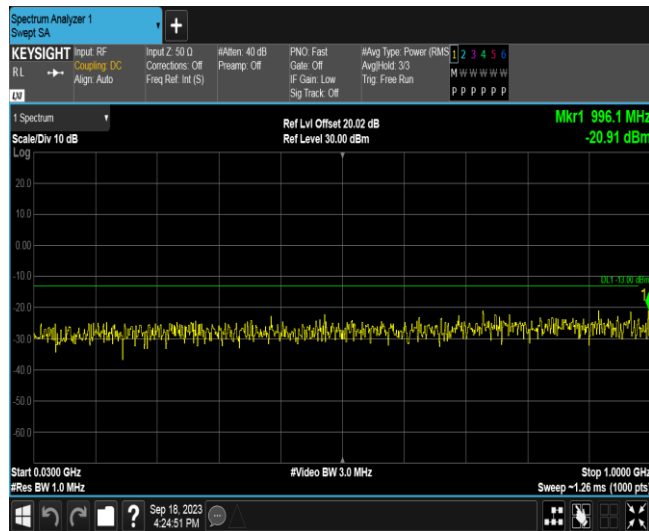 Spectrum Analyzer 1
Swept SA
+
KEYSIGHT
RL
LXI
Input: RF
Coupling: DC
Align: Auto
Input Z: 50 Ω
Corrections: Off
Freq Ref: Int (S)
#Atten: 40 dB
Preamp: Off
PNO: Fast
Gate: Off
IF Gain: Low
Sig Track: Off
#Avg Type: Power (RMS
Avg|Hold: 3/3
Trig: Free Run
1 2 3 4 5 6
M W W W W W
P P P P P P
1 Spectrum
Scale/Div 10 dB
Log
Ref Lvl Offset 20.02 dB
Ref Level 30.00 dBm
Mkr1 996.1 MHz
-20.91 dBm
20.0
10.0
0.00
-10.0
DL1 -13.00 dBm
1
-20.0
-30.0
-40.0
-50.0
-60.0
Start 0.0300 GHz
#Res BW 1.0 MHz
#Video BW 3.0 MHz
Stop 1.0000 GHz
Sweep ~1.26 ms (1000 pts)
?
Sep 18, 2023
4:24:51 PM